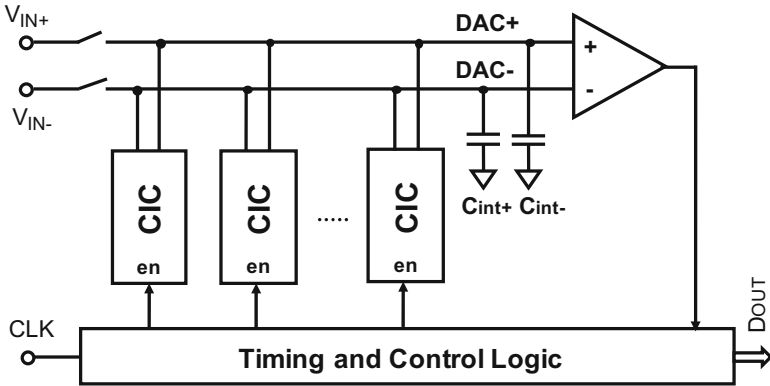 VIN+
DAC+
+
DAC-
-
VIN-
CIC
en
CIC
en
.....
CIC
en
Cint+ Cint-
CLK
Timing and Control Logic
DOUT